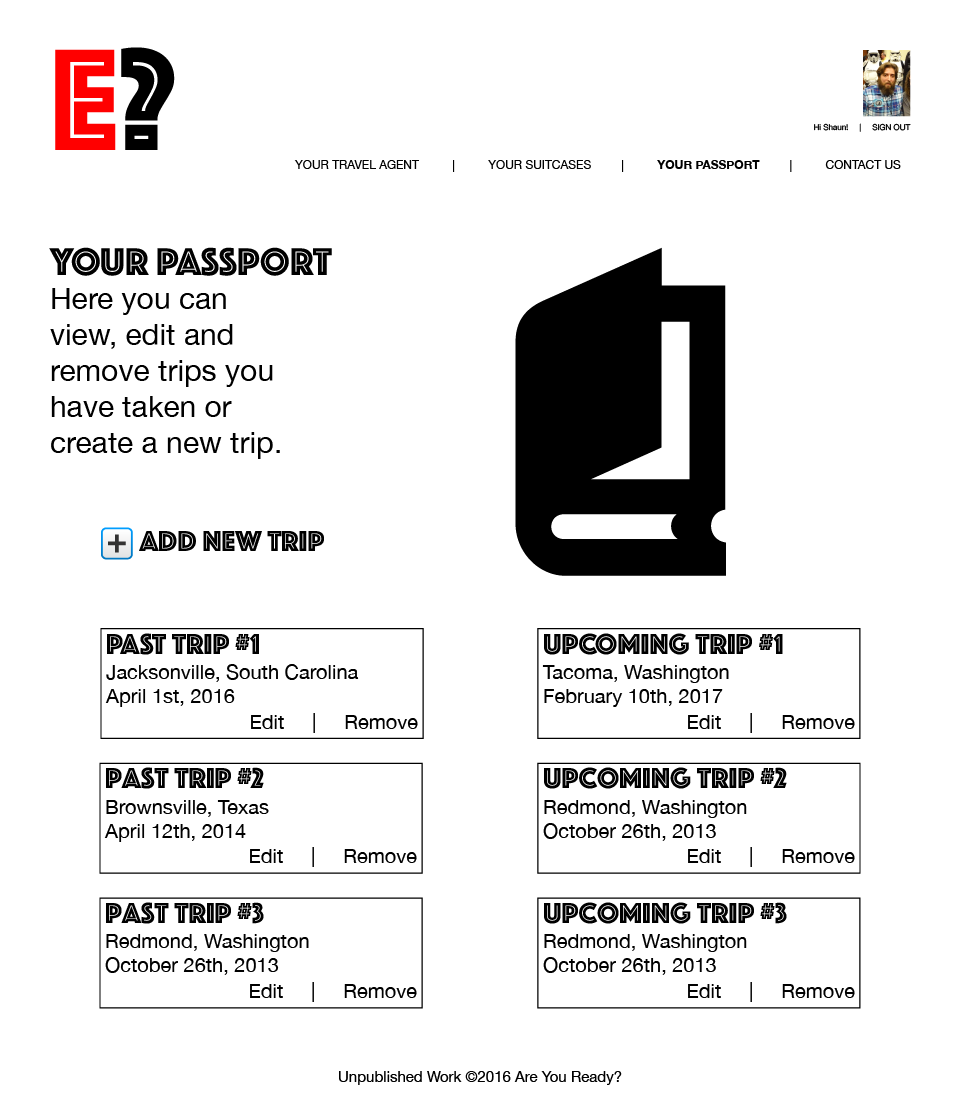 E?
Hi Shaun! | SIGN OUT
YOUR TRAVEL AGENT | YOUR SUITCASES | YOUR PASSPORT | CONTACT US
YOUR PASSPORT
Here you can
view, edit and
remove trips you
have taken or
create a new trip.
ADD NEW TRIP
PAST TRIP #1
Jacksonville, South Carolina
April 1st, 2016
Edit | Remove
UPCOMING TRIP #1
Tacoma, Washington
February 10th, 2017
Edit | Remove
PAST TRIP #2
Brownsville, Texas
April 12th, 2014
Edit | Remove
UPCOMING TRIP #2
Redmond, Washington
October 26th, 2013
Edit | Remove
PAST TRIP #3
Redmond, Washington
October 26th, 2013
Edit | Remove
UPCOMING TRIP #3
Redmond, Washington
October 26th, 2013
Edit | Remove
Unpublished Work ©2016 Are You Ready?